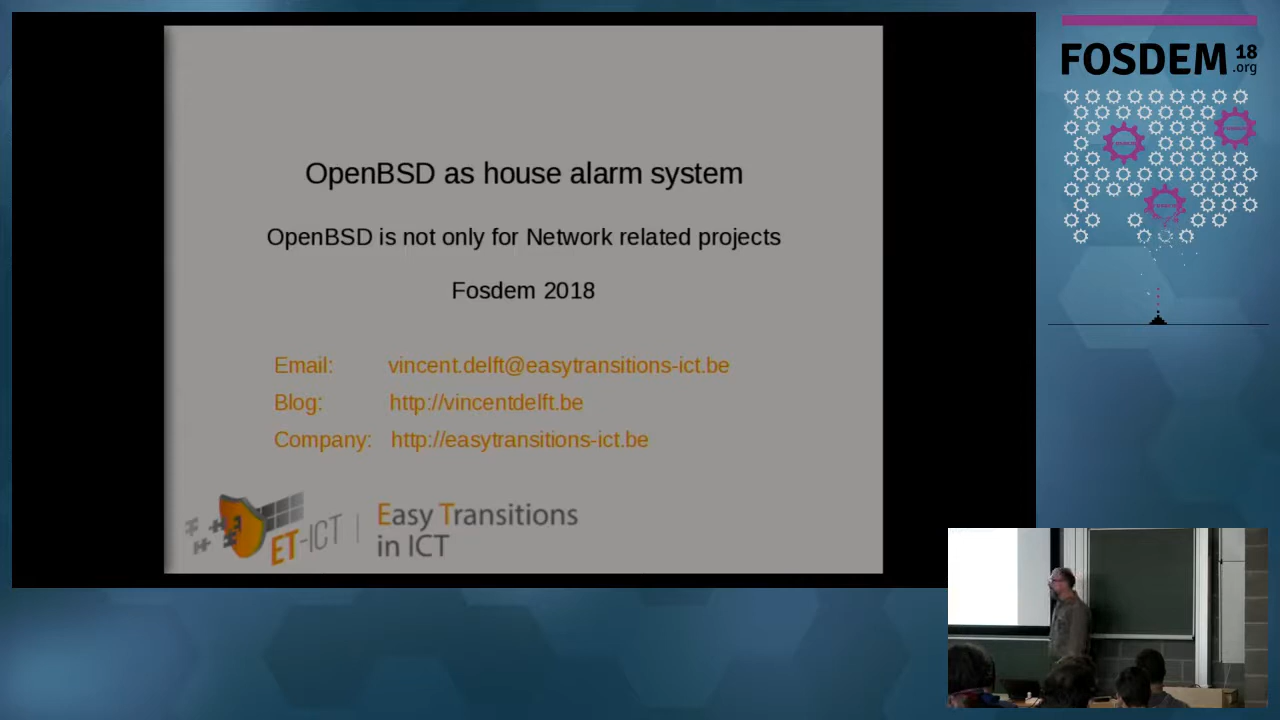 OpenBSD as house alarm system
OpenBSD is not only for Network related projects
Fosdem 2018
Email: vincent.delft@easytransitions-ict.be
Blog: http://vincentdelft.be
Company: http://easytransitions-ict.be
ET-ICT
Easy Transitions
in ICT
FOSDEM 18
.org